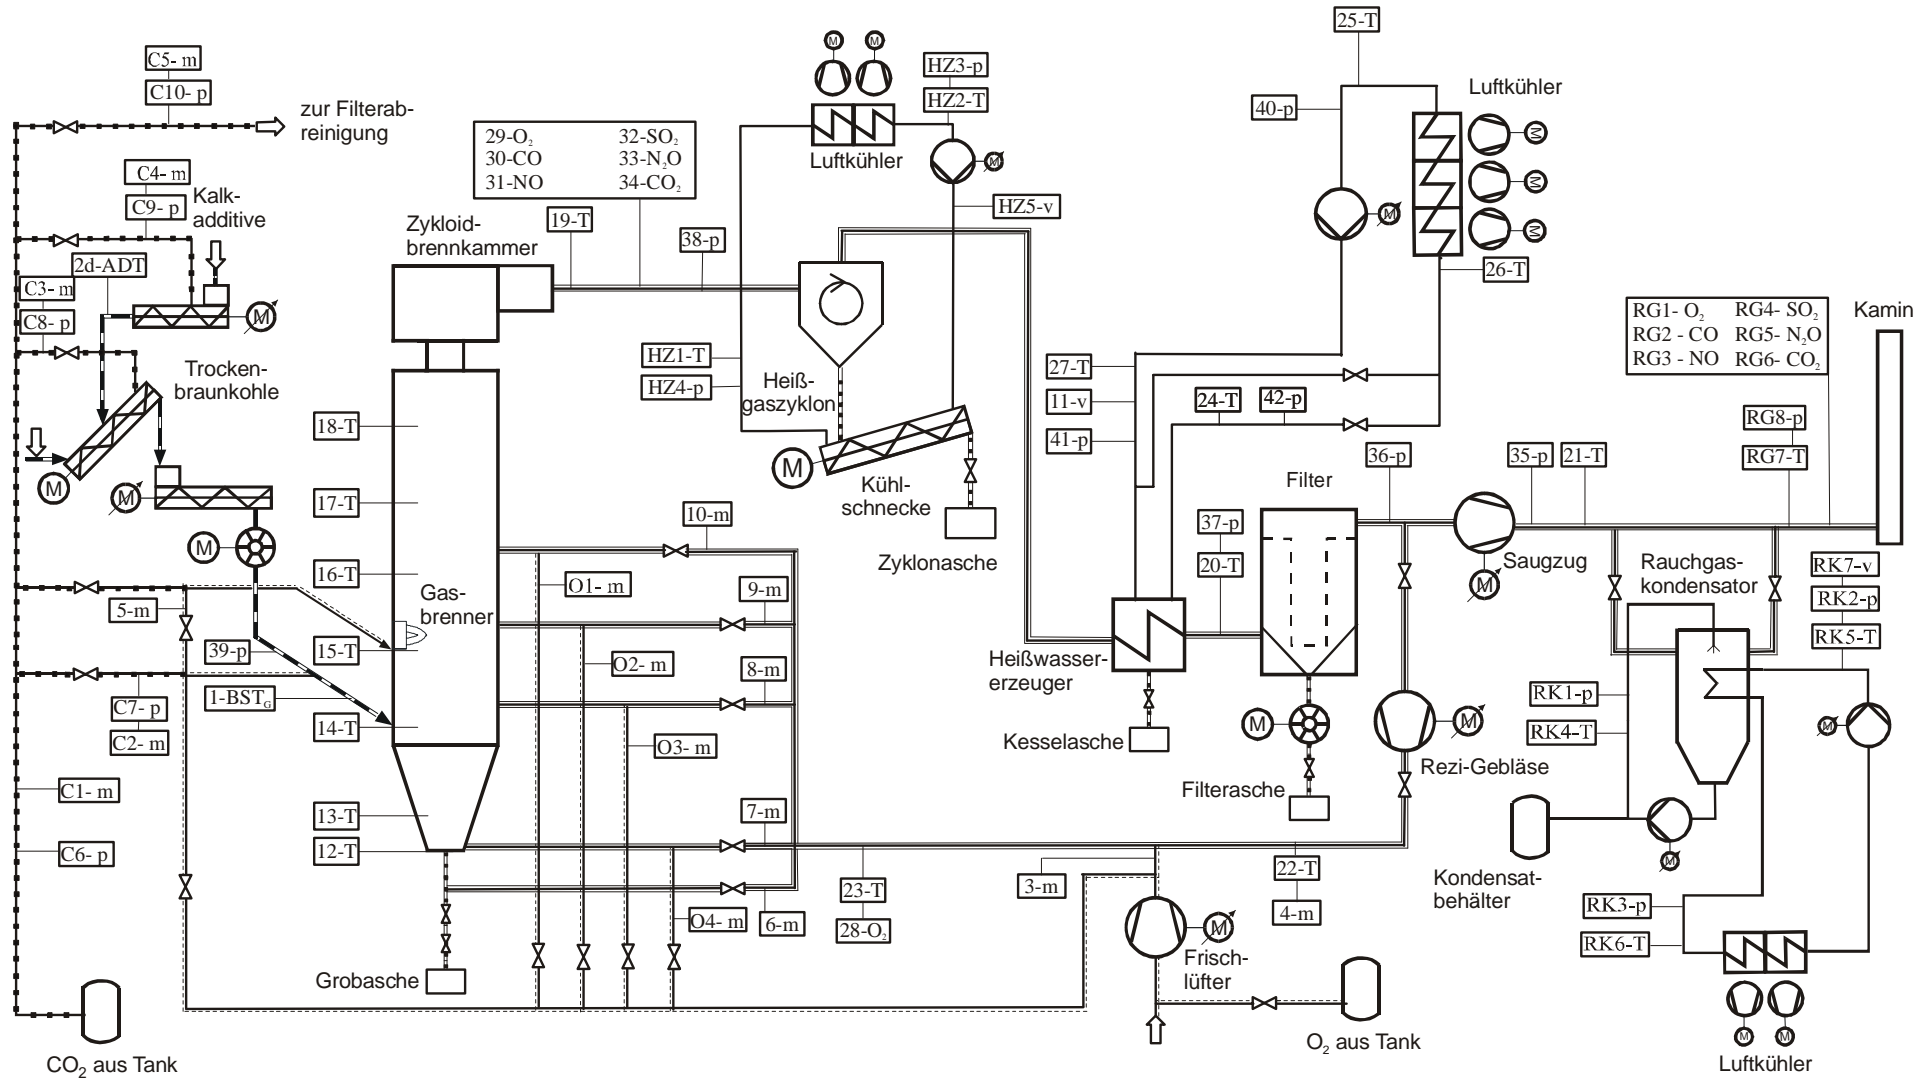 25-T
C5- m
C10- p
zur Filterab-
reinigung
M
M
HZ3-p
HZ2-T
Luftkühler
M
Luftkühler
40-p
M
M
M
M
26-T
29-O₂
30-CO
31-NO
32-SO₂
33-N₂O
34-CO₂
C4- m
C9- p
Kalk-
additive
Zykloid-
brennkammer
19-T
38-p
HZ5-v
2d-ADT
C3- m
C8- p
M
RG1- O₂
RG2 - CO
RG3 - NO
RG4- SO₂
RG5- N₂O
RG6- CO₂
Kamin
Trocken-
braunkohle
HZ1-T
HZ4-p
Heiß-
gaszyklon
27-T
11-v
41-p
24-T
42-p
RG8-p
RG7-T
18-T
M
M
M
Kühl-
schnecke
Filter
36-p
35-p
21-T
17-T
10-m
Zyklonasche
37-p
20-T
Saugzug
M
M
Rauchgas-
kondensator
RK7-v
RK2-p
RK5-T
16-T
Gas-
brenner
O1- m
9-m
5-m
15-T
39-p
O2- m
8-m
Heißwasser-
erzeuger
1-BST_G
C7- p
C2- m
14-T
O3- m
Kesselasche
M
M
Rezi-Gebläse
RK1-p
RK4-T
M
C1- m
C6- p
13-T
12-T
7-m
Filterasche
M
3-m
22-T
4-m
23-T
28-O₂
O4- m
6-m
Kondensat-
behälter
RK3-p
RK6-T
M
Frisch-
lüfter
Grobasche
M
M
Luftkühler
O₂ aus Tank
CO₂ aus Tank